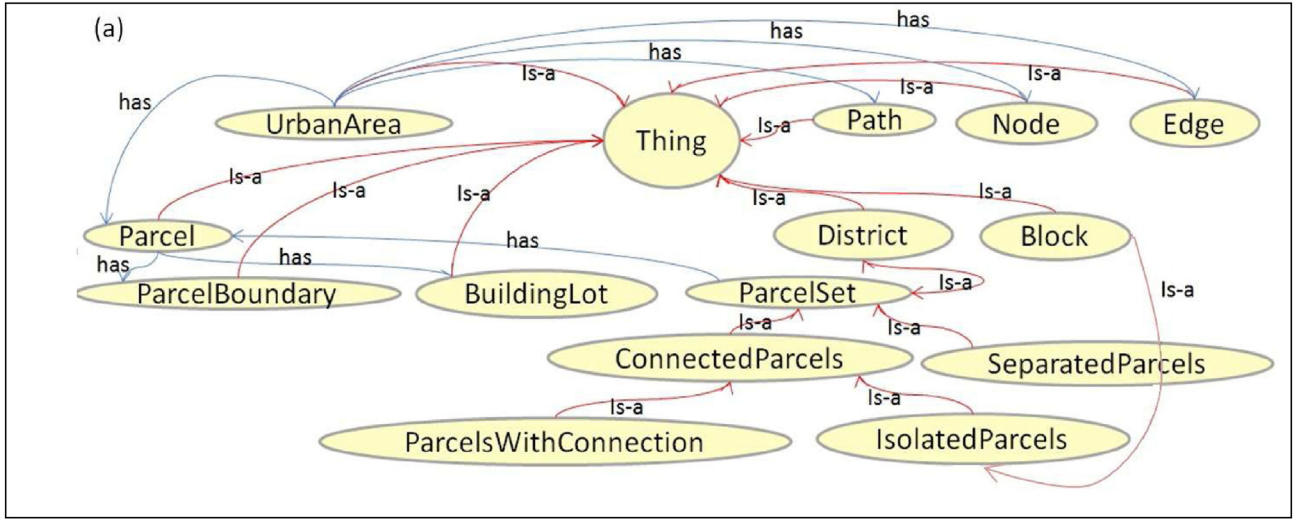 (a)
has
has
has
Is-a
Is-a
Is-a
has
UrbanArea
Thing
Is-a
Path
Node
Edge
Is-a
Is-a
Is-a
Is-a
Is-a
Parcel
has
has
has
District
Block
ParcelBoundary
BuildingLot
ParcelSet
Is-a
Is-a
Is-a
Is-a
ConnectedParcels
SeparatedParcels
Is-a
Is-a
ParcelsWithConnection
IsolatedParcels